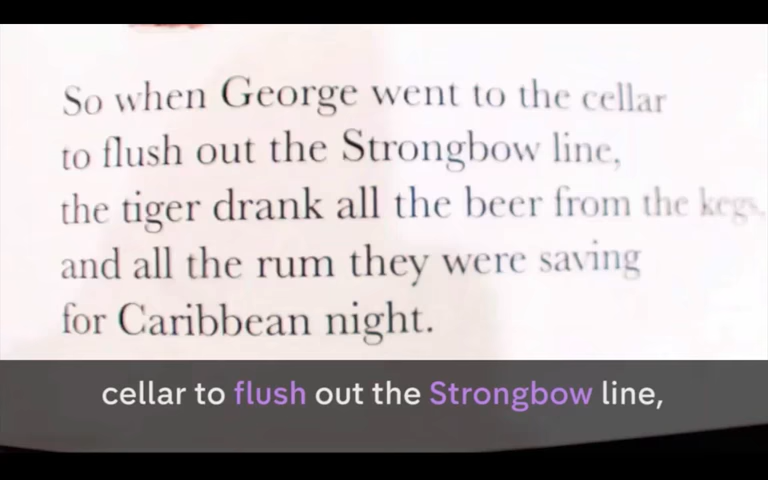 So when George went to the cellar
to flush out the Strongbow line,
the tiger drank all the beer from the kegs,
and all the rum they were saving
for Caribbean night.
cellar to flush out the Strongbow line,